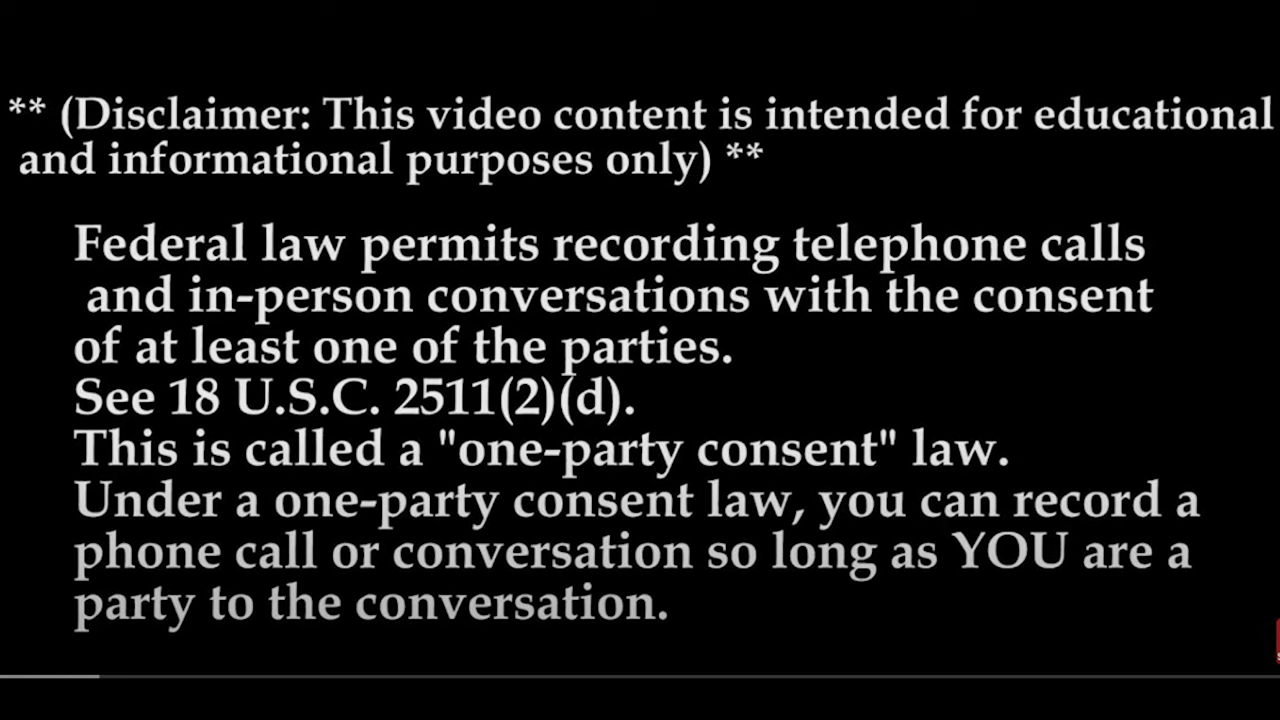 ** (Disclaimer: This video content is intended for educational
and informational purposes only) **
Federal law permits recording telephone calls
and in-person conversations with the consent
of at least one of the parties.
See 18 U.S.C. 2511(2)(d).
This is called a "one-party consent" law.
Under a one-party consent law, you can record a
phone call or conversation so long as YOU are a
party to the conversation.